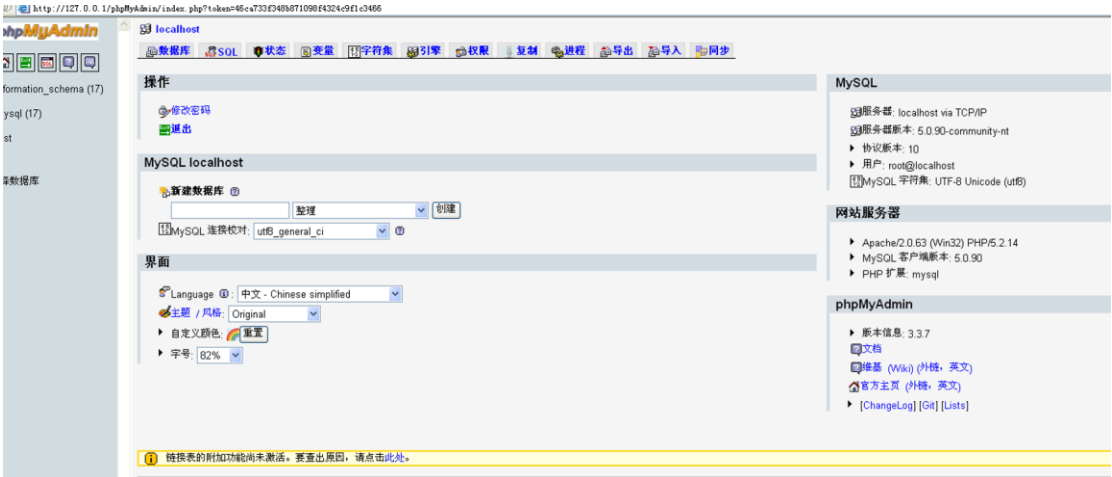 http://127.0.0.1/phpMyAdmin/index.php?token=46ca733f348b871098f4324c9f1c3466
phpMyAdmin
formation_schema (17)
ysql (17)
st
择数据库
localhost
数据库 SQL 状态 变量 字符集 引擎 权限 复制 进程 导出 导入 同步
操作
修改密码
退出
MySQL localhost
新建数据库
整理 创建
MySQL 连接校对: utf8_general_ci
界面
Language : 中文 - Chinese simplified
主题 / 风格: Original
自定义颜色: 重置
字号: 82%
MySQL
服务器: localhost via TCP/IP
服务器版本: 5.0.90-community-nt
协议版本: 10
用户: root@localhost
MySQL 字符集: UTF-8 Unicode (utf8)
网站服务器
Apache/2.0.63 (Win32) PHP/5.2.14
MySQL 客户端版本: 5.0.90
PHP 扩展: mysql
phpMyAdmin
版本信息: 3.3.7
文档
维基 (Wiki) (外链，英文)
官方主页 (外链，英文)
[ChangeLog] [Git] [Lists]
链接表的附加功能尚未激活。要查出原因，请点击此处。